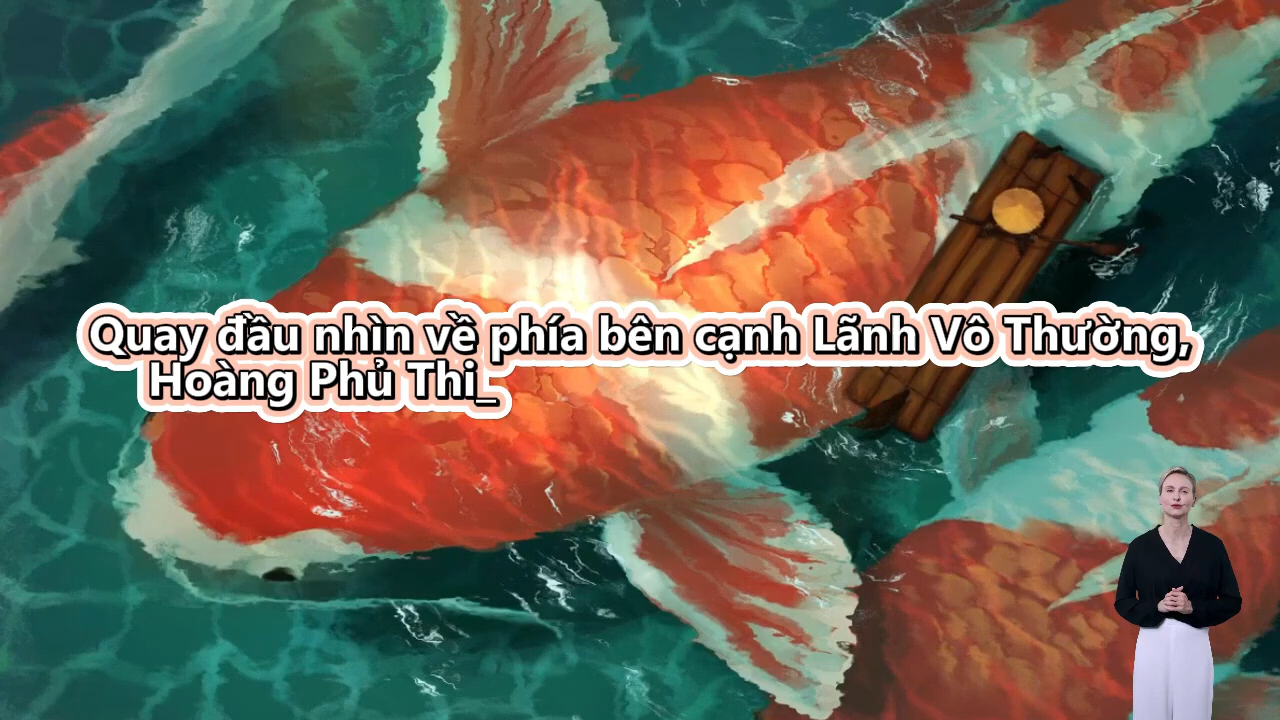 Quay đầu nhìn về phía bên cạnh Lãnh Vô Thường,
Hoàng Phủ Thi_